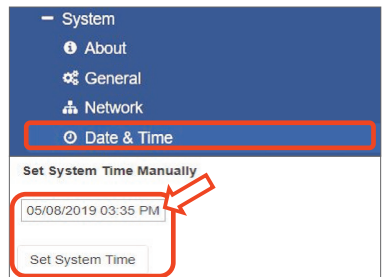 System
About
General
Network
Date & Time
Set System Time Manually
05/08/2019 03:35 PM
Set System Time